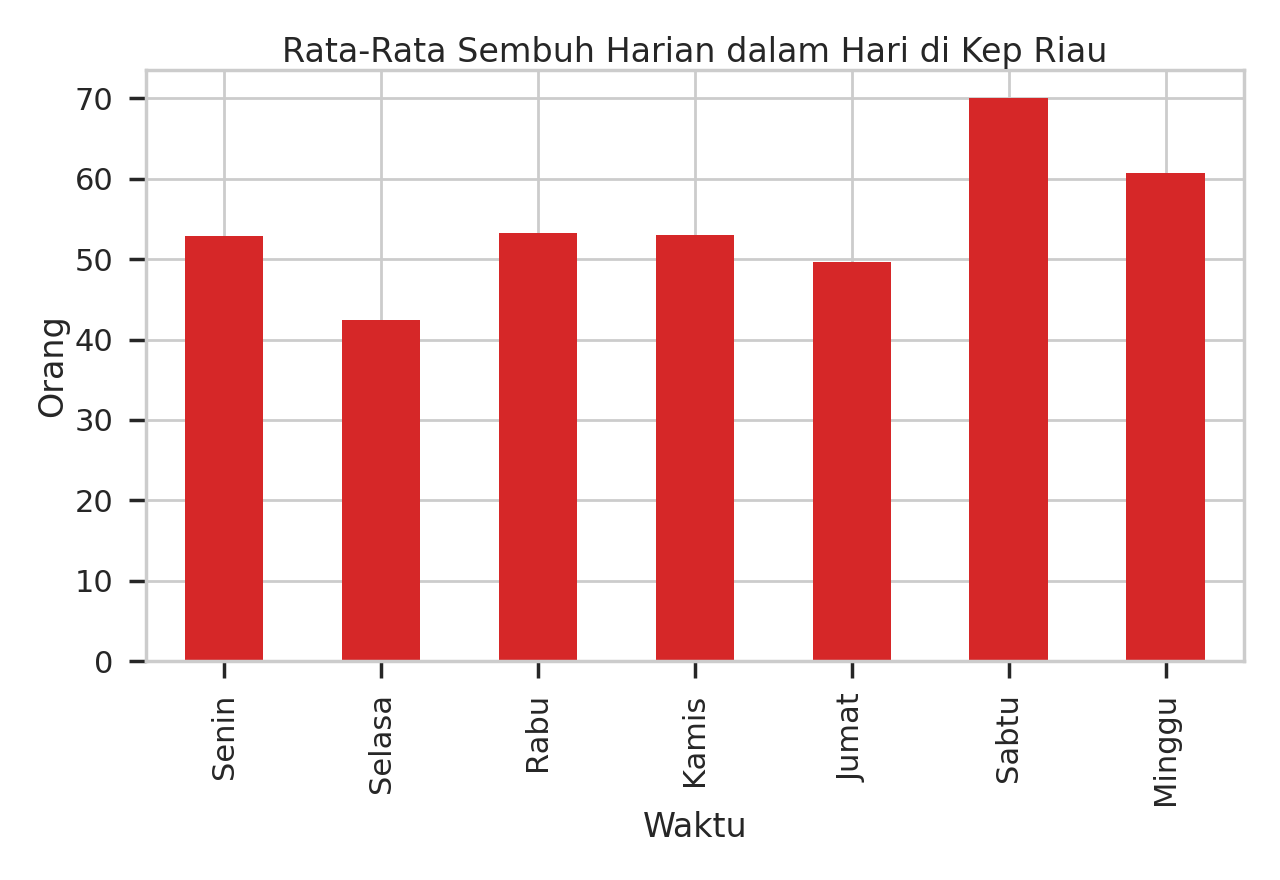 Rata-Rata Sembuh Harian dalam Hari di Kep Riau
Orang
70
60
50
40
30
20
10
0
Senin
Selasa
Rabu
Kamis
Jumat
Sabtu
Minggu
Waktu